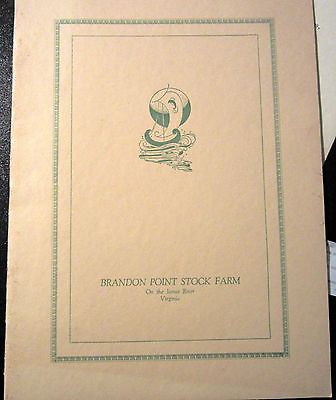 BRANDON POINT STOCK FARM
On the James River
Virginia